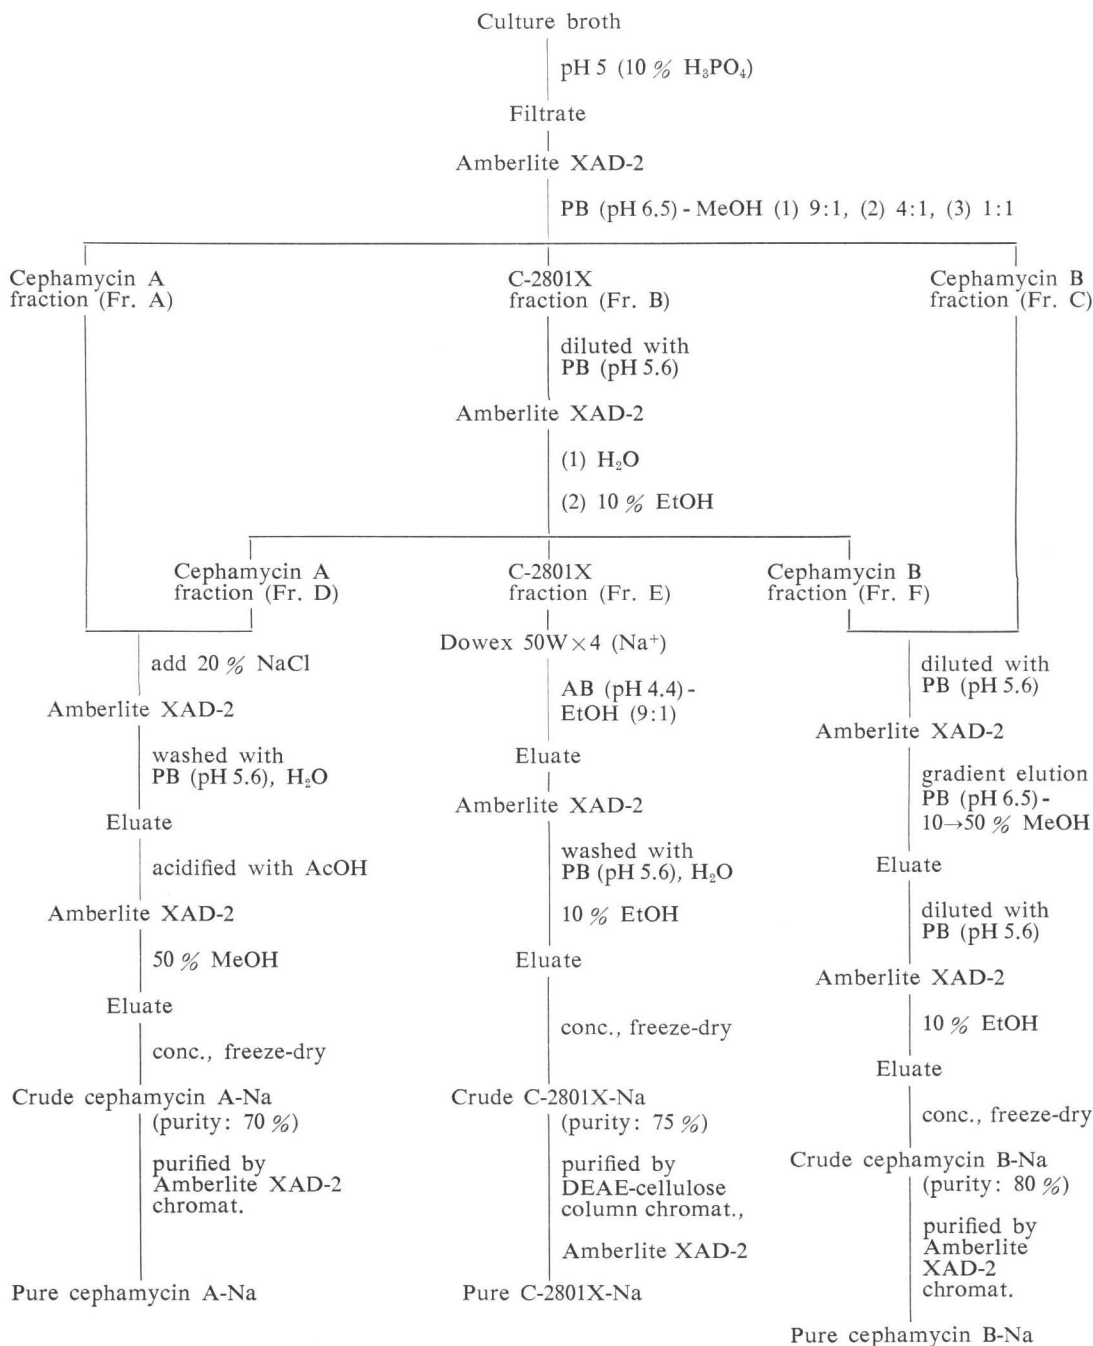 Culture broth
pH 5 (10 % H₃PO₄)
Filtrate
Amberlite XAD-2
PB (pH 6.5) - MeOH (1) 9:1, (2) 4:1, (3) 1:1
Cephamycin A
fraction (Fr. A)
C-2801X
fraction (Fr. B)
Cephamycin B
fraction (Fr. C)
diluted with
PB (pH 5.6)
Amberlite XAD-2
(1) H₂O
(2) 10 % EtOH
Cephamycin A
fraction (Fr. D)
C-2801X
fraction (Fr. E)
Cephamycin B
fraction (Fr. F)
add 20 % NaCl
Amberlite XAD-2
washed with
PB (pH 5.6), H₂O
Eluate
acidified with AcOH
Amberlite XAD-2
50 % MeOH
Eluate
conc., freeze-dry
Crude cephamycin A-Na
(purity: 70 %)
purified by
Amberlite XAD-2
chromat.
Pure cephamycin A-Na
Dowex 50W×4 (Na⁺)
AB (pH 4.4) -
EtOH (9:1)
Eluate
Amberlite XAD-2
washed with
PB (pH 5.6), H₂O
10 % EtOH
Eluate
conc., freeze-dry
Crude C-2801X-Na
(purity: 75 %)
purified by
DEAE-cellulose
column chromat.,
Amberlite XAD-2
Pure C-2801X-Na
diluted with
PB (pH 5.6)
Amberlite XAD-2
gradient elution
PB (pH 6.5) -
10→50 % MeOH
Eluate
diluted with
PB (pH 5.6)
Amberlite XAD-2
10 % EtOH
Eluate
conc., freeze-dry
Crude cephamycin B-Na
(purity: 80 %)
purified by
Amberlite
XAD-2
chromat.
Pure cephamycin B-Na